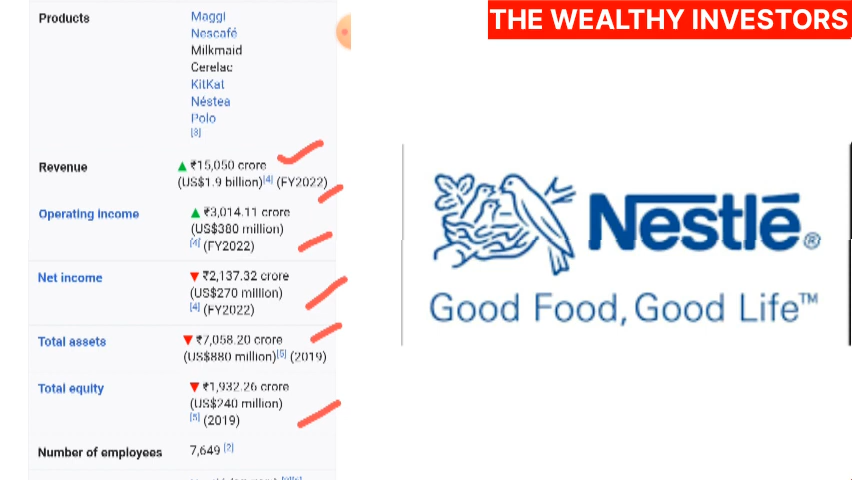 THE WEALTHY INVESTORS
Products
Maggi
Nescafé
Milkmaid
Cerelac
KitKat
Néstea
Polo
[3]
Revenue
₹15,050 crore
(US$1.9 billion)[4] (FY2022)
Operating income
₹3,014.11 crore
(US$380 million)
[4] (FY2022)
Net income
₹2,137.32 crore
(US$270 million)
[4] (FY2022)
Total assets
₹7,058.20 crore
(US$880 million)[5] (2019)
Total equity
₹1,932.26 crore
(US$240 million)
[5] (2019)
Number of employees
7,649 [2]
Nestlé®
Good Food, Good Life™